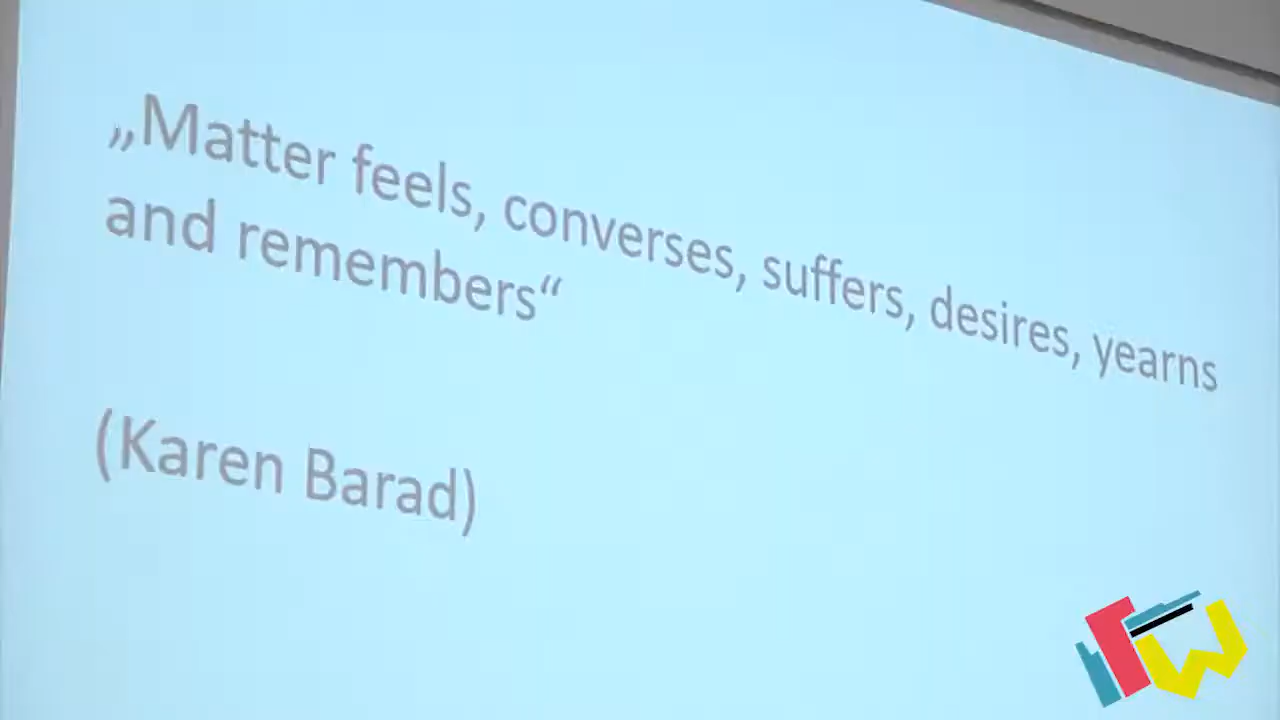 „Matter feels, converses, suffers, desires, yearns
and remembers“
(Karen Barad)